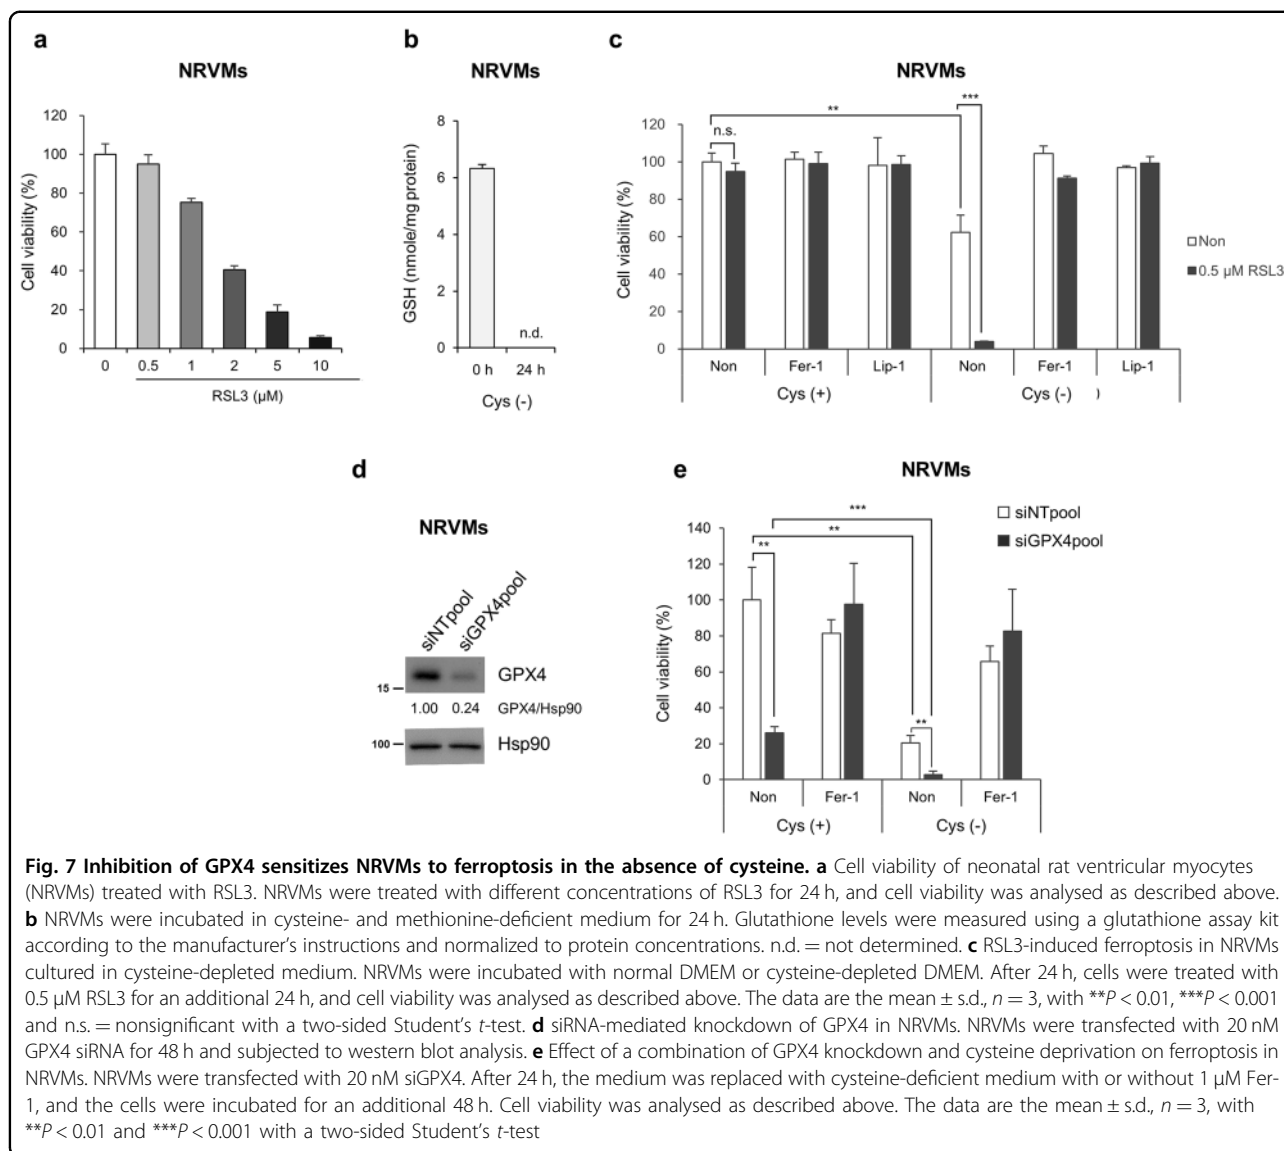 a
NRVMs
Cell viability (%)
120
100
80
60
40
20
0
0 0.5 1 2 5 10
RSL3 (µM)
b
NRVMs
GSH (nmole/mg protein)
8
6
4
2
0
n.d.
0 h 24 h
Cys (-)
c
NRVMs
Cell viability (%)
120
100
80
60
40
20
0
n.s.
**
***
Non Fer-1 Lip-1 Non Fer-1 Lip-1
Cys (+) Cys (-) )
Non
0.5 µM RSL3
d
NRVMs
siNTpool
siGPX4pool
15
GPX4
1.00 0.24 GPX4/Hsp90
100
Hsp90
e
NRVMs
Cell viability (%)
140
120
100
80
60
40
20
0
***
**
**
**
siNTpool
siGPX4pool
Non Fer-1 Non Fer-1
Cys (+) Cys (-)
Fig. 7 Inhibition of GPX4 sensitizes NRVMs to ferroptosis in the absence of cysteine. a Cell viability of neonatal rat ventricular myocytes
(NRVMs) treated with RSL3. NRVMs were treated with different concentrations of RSL3 for 24 h, and cell viability was analysed as described above.
b NRVMs were incubated in cysteine- and methionine-deficient medium for 24 h. Glutathione levels were measured using a glutathione assay kit
according to the manufacturer's instructions and normalized to protein concentrations. n.d. = not determined. c RSL3-induced ferroptosis in NRVMs
cultured in cysteine-depleted medium. NRVMs were incubated with normal DMEM or cysteine-depleted DMEM. After 24 h, cells were treated with
0.5 µM RSL3 for an additional 24 h, and cell viability was analysed as described above. The data are the mean ± s.d., n = 3, with **P < 0.01, ***P < 0.001
and n.s. = nonsignificant with a two-sided Student's t-test. d siRNA-mediated knockdown of GPX4 in NRVMs. NRVMs were transfected with 20 nM
GPX4 siRNA for 48 h and subjected to western blot analysis. e Effect of a combination of GPX4 knockdown and cysteine deprivation on ferroptosis in
NRVMs. NRVMs were transfected with 20 nM siGPX4. After 24 h, the medium was replaced with cysteine-deficient medium with or without 1 µM Fer-
1, and the cells were incubated for an additional 48 h. Cell viability was analysed as described above. The data are the mean ± s.d., n = 3, with
**P < 0.01 and ***P < 0.001 with a two-sided Student's t-test